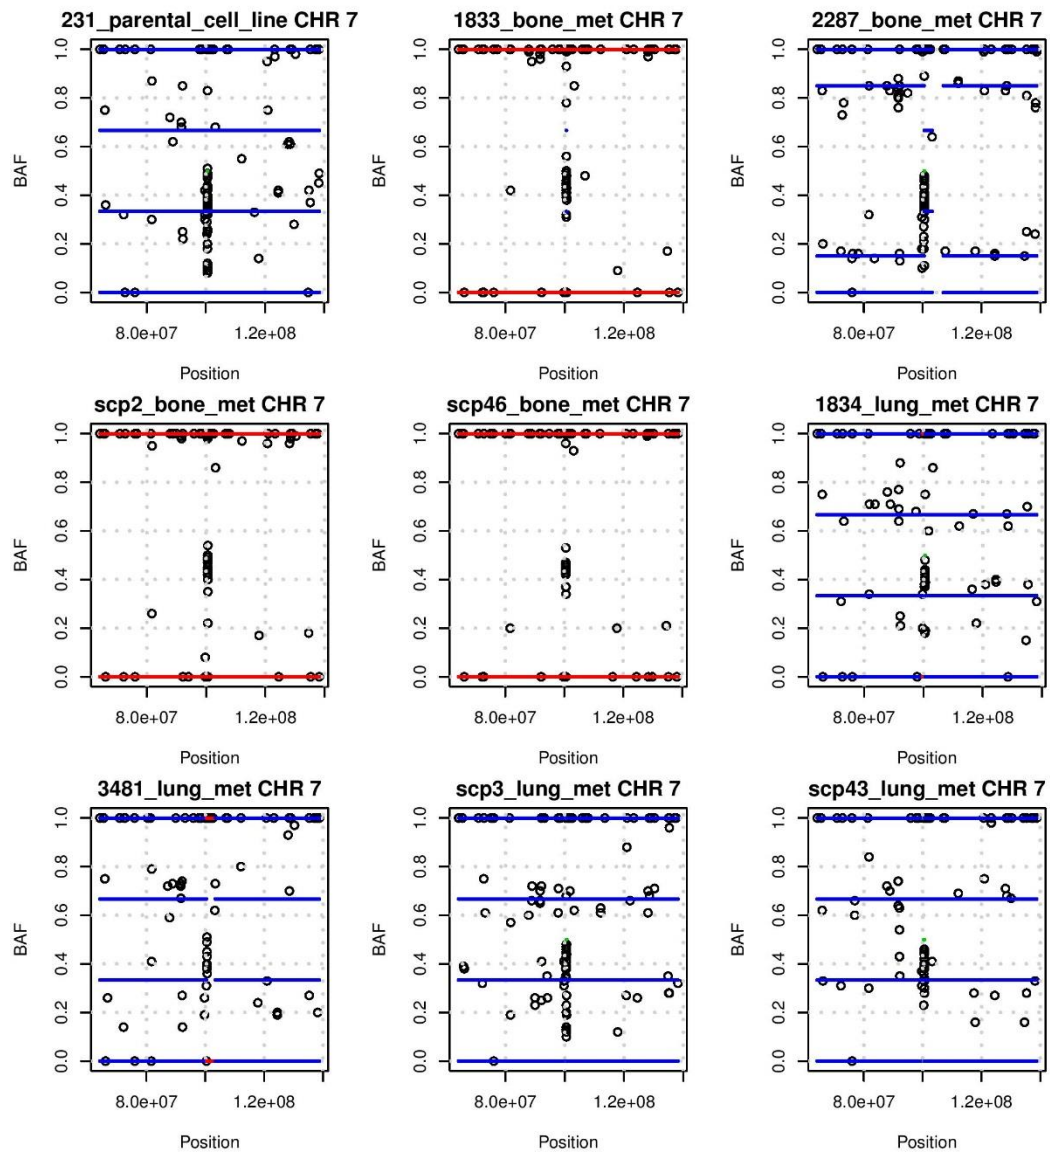 231_parental_cell_line CHR 7
1833_bone_met CHR 7
2287_bone_met CHR 7
BAF
0.0 0.2 0.4 0.6 0.8 1.0
8.0e+07 1.2e+08
Position
BAF
0.0 0.2 0.4 0.6 0.8 1.0
8.0e+07 1.2e+08
Position
BAF
0.0 0.2 0.4 0.6 0.8 1.0
8.0e+07 1.2e+08
Position
scp2_bone_met CHR 7
scp46_bone_met CHR 7
1834_lung_met CHR 7
BAF
0.0 0.2 0.4 0.6 0.8 1.0
8.0e+07 1.2e+08
Position
BAF
0.0 0.2 0.4 0.6 0.8 1.0
8.0e+07 1.2e+08
Position
BAF
0.0 0.2 0.4 0.6 0.8 1.0
8.0e+07 1.2e+08
Position
3481_lung_met CHR 7
scp3_lung_met CHR 7
scp43_lung_met CHR 7
BAF
0.0 0.2 0.4 0.6 0.8 1.0
8.0e+07 1.2e+08
Position
BAF
0.0 0.2 0.4 0.6 0.8 1.0
8.0e+07 1.2e+08
Position
BAF
0.0 0.2 0.4 0.6 0.8 1.0
8.0e+07 1.2e+08
Position